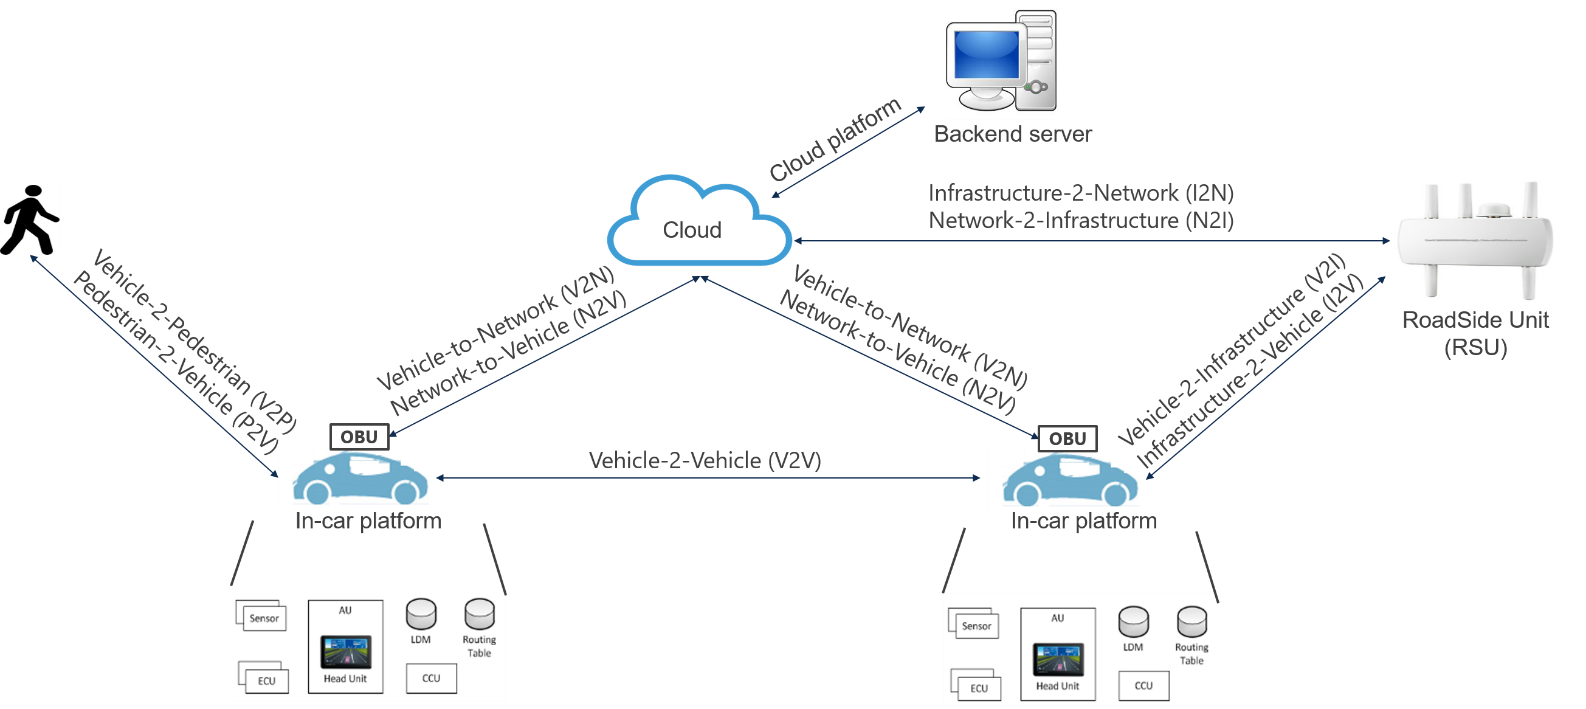 Backend server
Cloud platform
Infrastructure-2-Network (I2N)
Network-2-Infrastructure (N2I)
Cloud
RoadSide Unit
(RSU)
Vehicle-2-Pedestrian (V2P)
Pedestrian-2-Vehicle (P2V)
Vehicle-to-Network (V2N)
Network-to-Vehicle (N2V)
Vehicle-to-Network (V2N)
Network-to-Vehicle (N2V)
Vehicle-2-Infrastructure (V2I)
Infrastructure-2-Vehicle (I2V)
OBU
OBU
Vehicle-2-Vehicle (V2V)
In-car platform
In-car platform
Sensor
AU
LDM
Routing
Table
ECU
Head Unit
CCU
Sensor
AU
LDM
Routing
Table
ECU
Head Unit
CCU